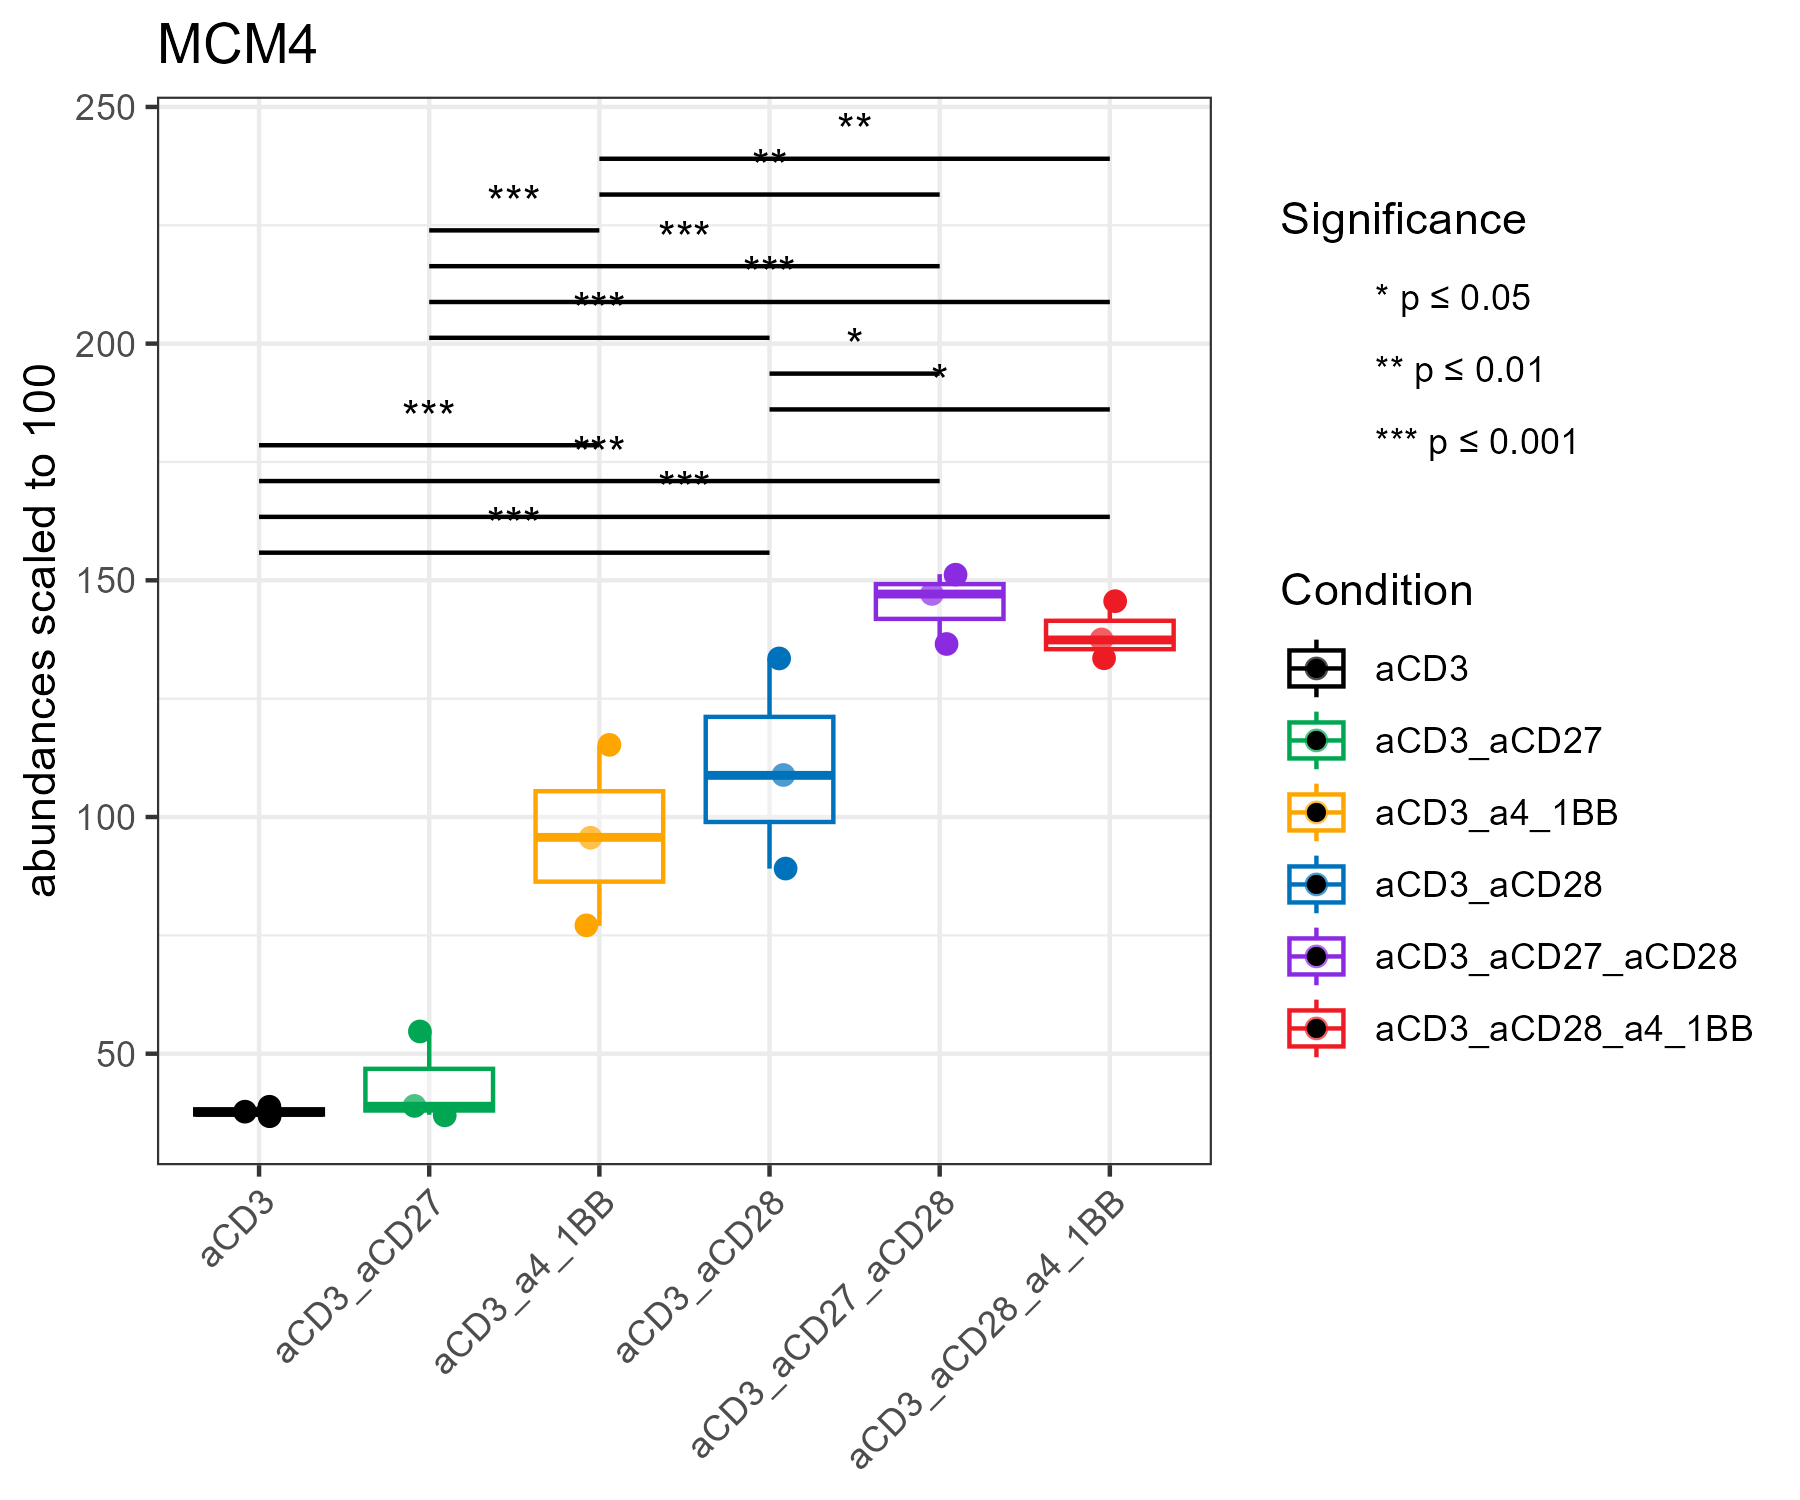 MCM4
abundances scaled to 100
250
200
150
100
50
**
**
***
***
***
***
*
*
***
***
***
***
aCD3
aCD3_aCD27
aCD3_a4_1BB
aCD3_aCD28
aCD3_aCD27_aCD28
aCD3_aCD28_a4_1BB
Significance
* p ≤ 0.05
** p ≤ 0.01
*** p ≤ 0.001
Condition
aCD3
aCD3_aCD27
aCD3_a4_1BB
aCD3_aCD28
aCD3_aCD27_aCD28
aCD3_aCD28_a4_1BB